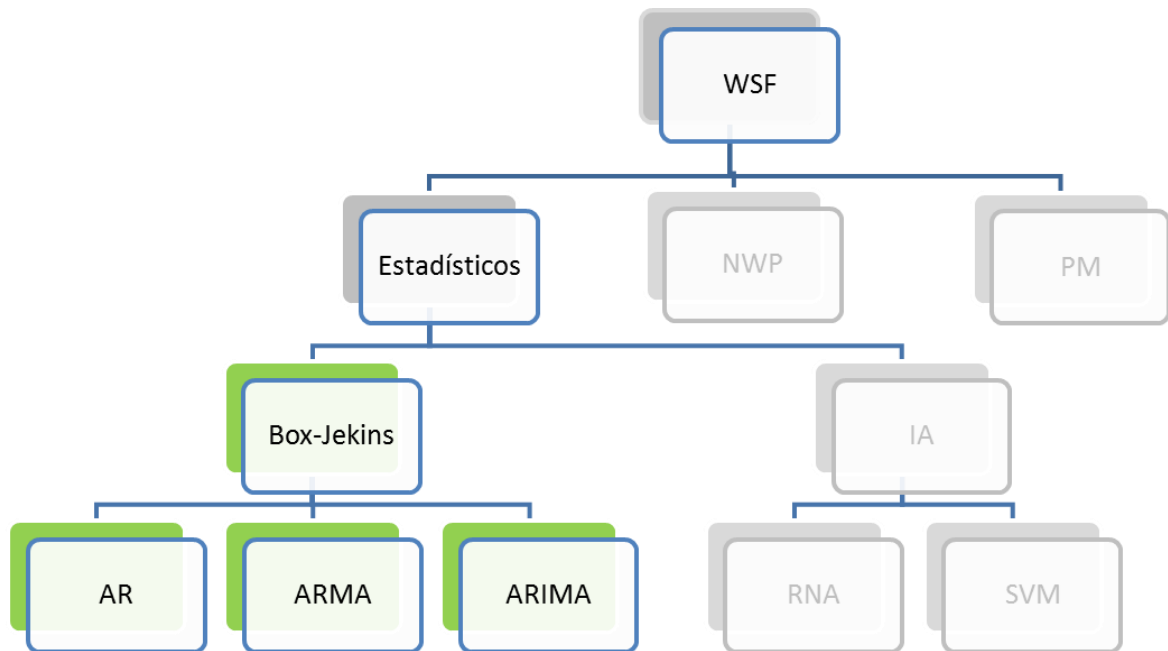 WSF
Estadísticos
NWP
PM
Box-Jekins
IA
AR
ARMA
ARIMA
RNA
SVM